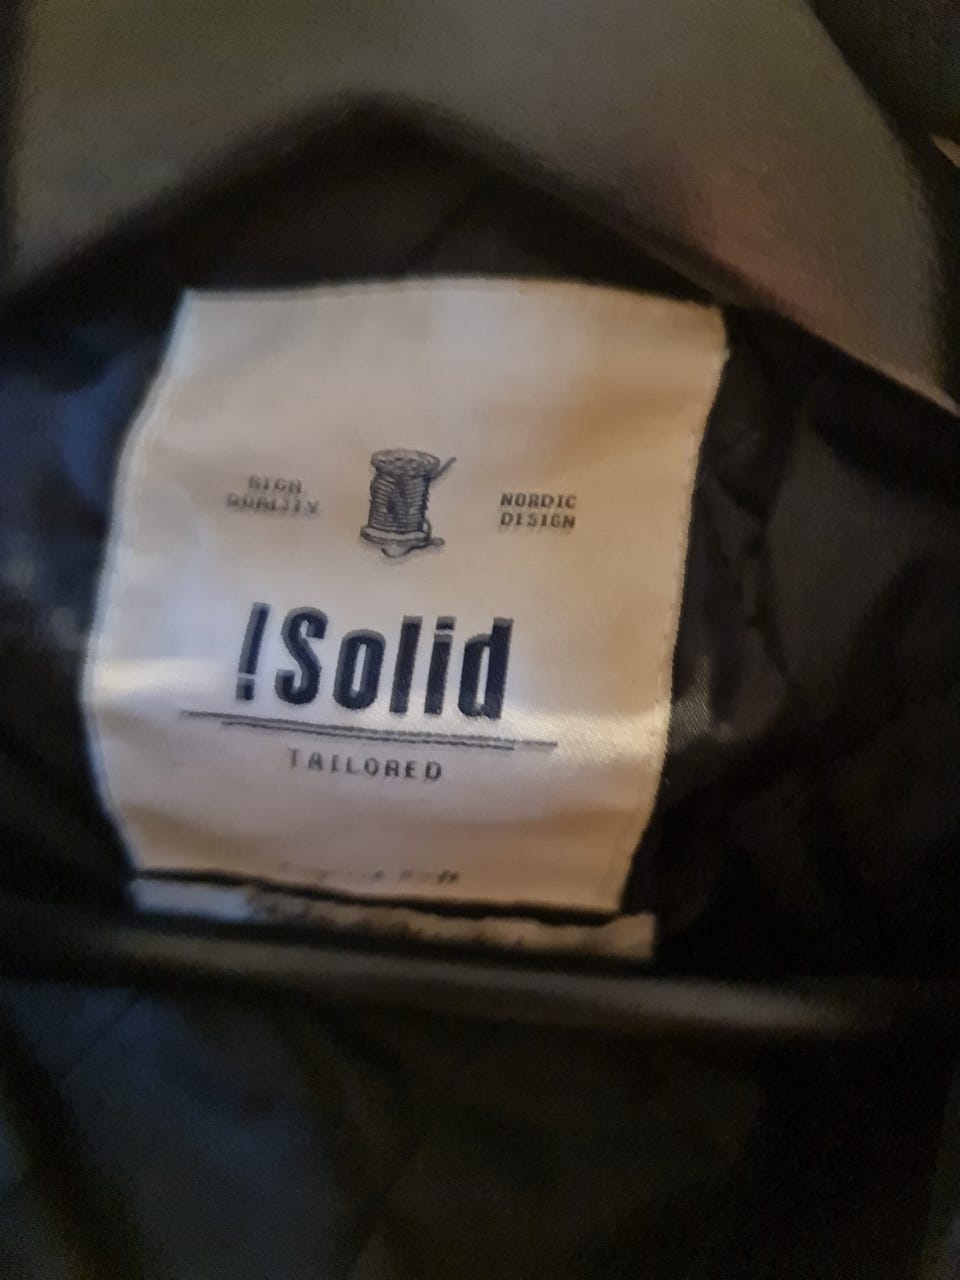 HIGH
QUALITY
NORDIC
DESIGN
!Solid
TAILORED